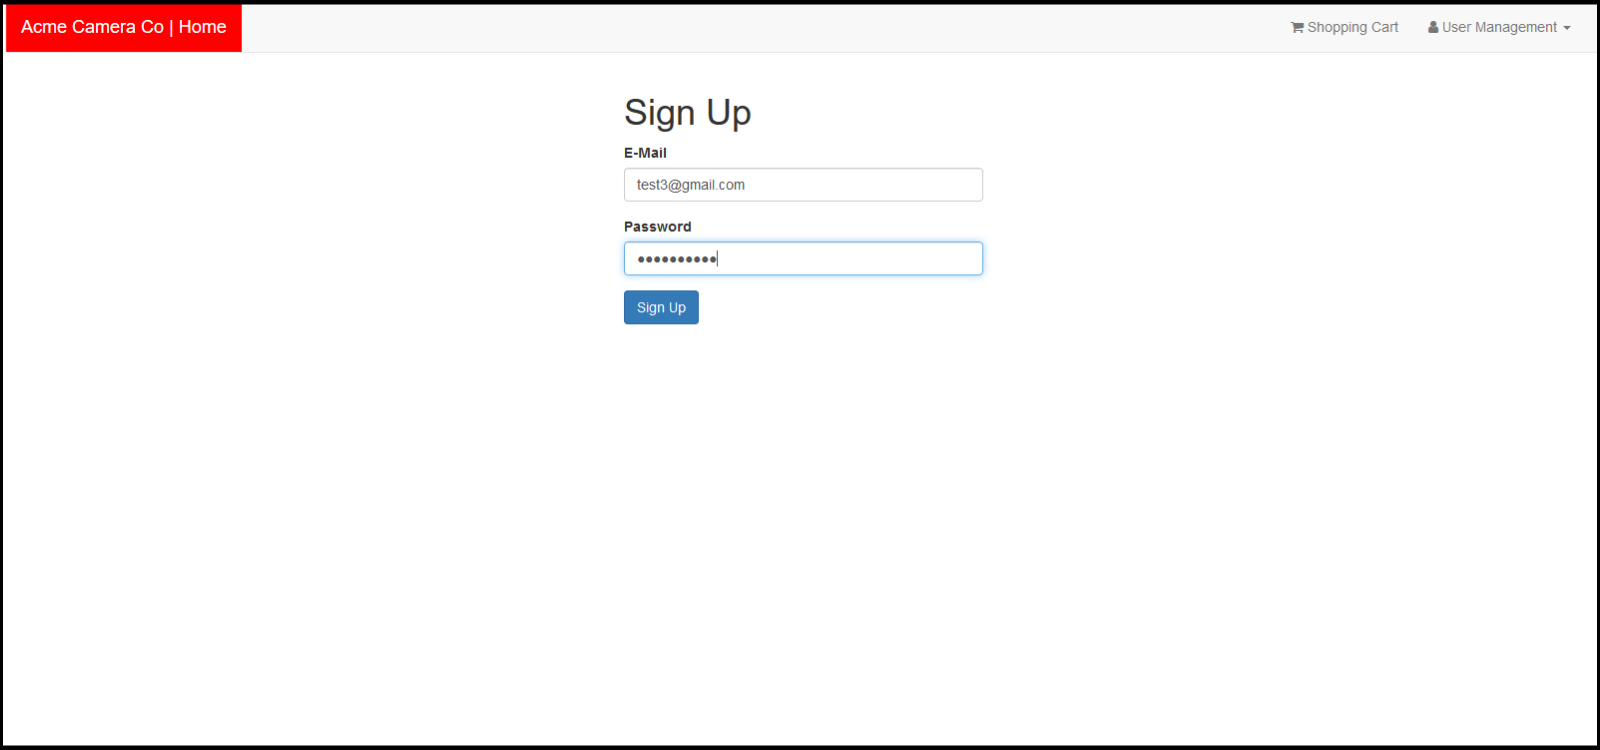 Acme Camera Co | Home
Shopping Cart
User Management
Sign Up
E-Mail
test3@gmail.com
Password
••••••••••
Sign Up